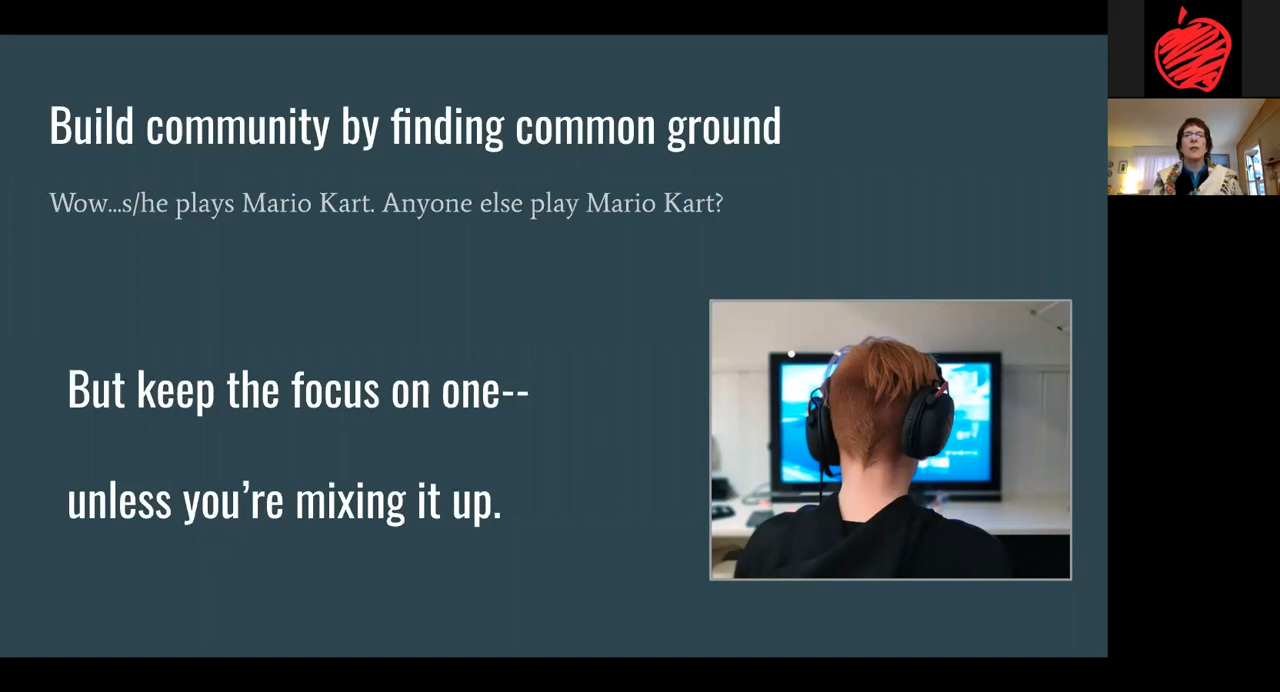 Build community by finding common ground
Wow...s/he plays Mario Kart. Anyone else play Mario Kart?
But keep the focus on one--
unless you’re mixing it up.